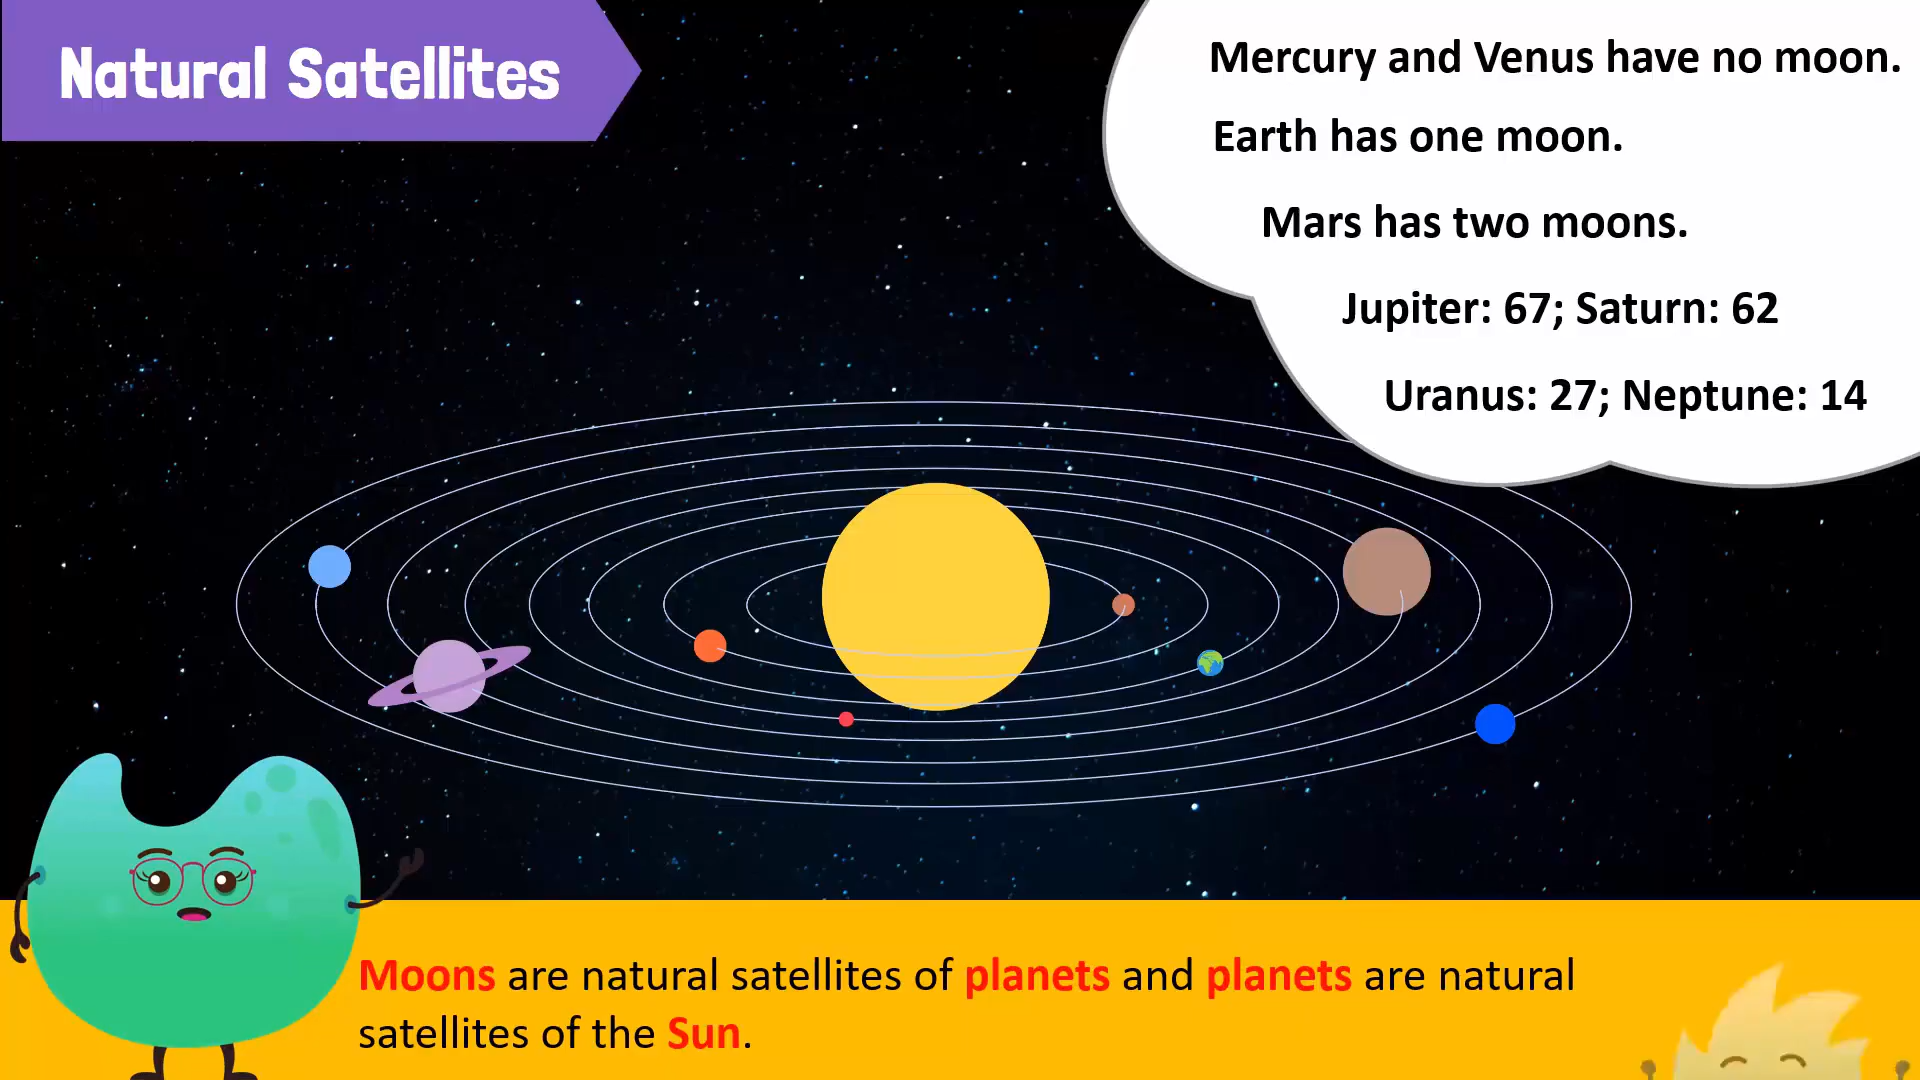 Natural Satellites
Mercury and Venus have no moon.
Earth has one moon.
Mars has two moons.
Jupiter: 67; Saturn: 62
Uranus: 27; Neptune: 14
Moons are natural satellites of planets and planets are natural
satellites of the Sun.